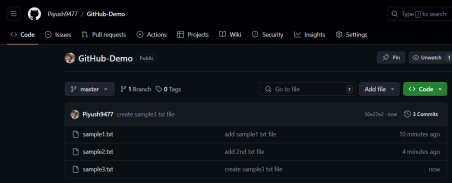 Piyush9477 / GitHub-Demo
Type / to search
Code Issues Pull requests Actions Projects Wiki Security Insights Settings
GitHub-Demo Public
Pin Unwatch 1
master 1 Branch 0 Tags Go to file t Add file Code
Piyush9477 create sample3 txt file now 3 Commits
sample1.txt add sample1 txt file 10 minutes ago
sample2.txt add 2nd txt file 4 minutes ago
sample3.txt create sample3 txt file now